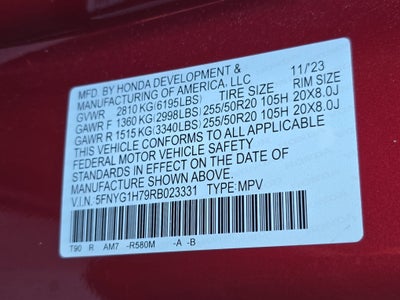 MFD. BY HONDA DEVELOPMENT & 11/'23
MANUFACTURING OF AMERICA, LLC
GVWR 2810 KG(6195LBS) TIRE SIZE RIM SIZE
GAWR F 1360 KG(2998LBS) 255/50R20 105H 20X8.0J
GAWR R 1515 KG(3340LBS) 255/50R20 105H 20X8.0J
THIS VEHICLE CONFORMS TO ALL APPLICABLE
FEDERAL MOTOR VEHICLE SAFETY
STANDARDS IN EFFECT ON THE DATE OF
MANUFACTURE SHOWN ABOVE.
V.I.N. 5FNYG1H79RB023331 TYPE:MPV
T90 R AM7 -R580M -A -B